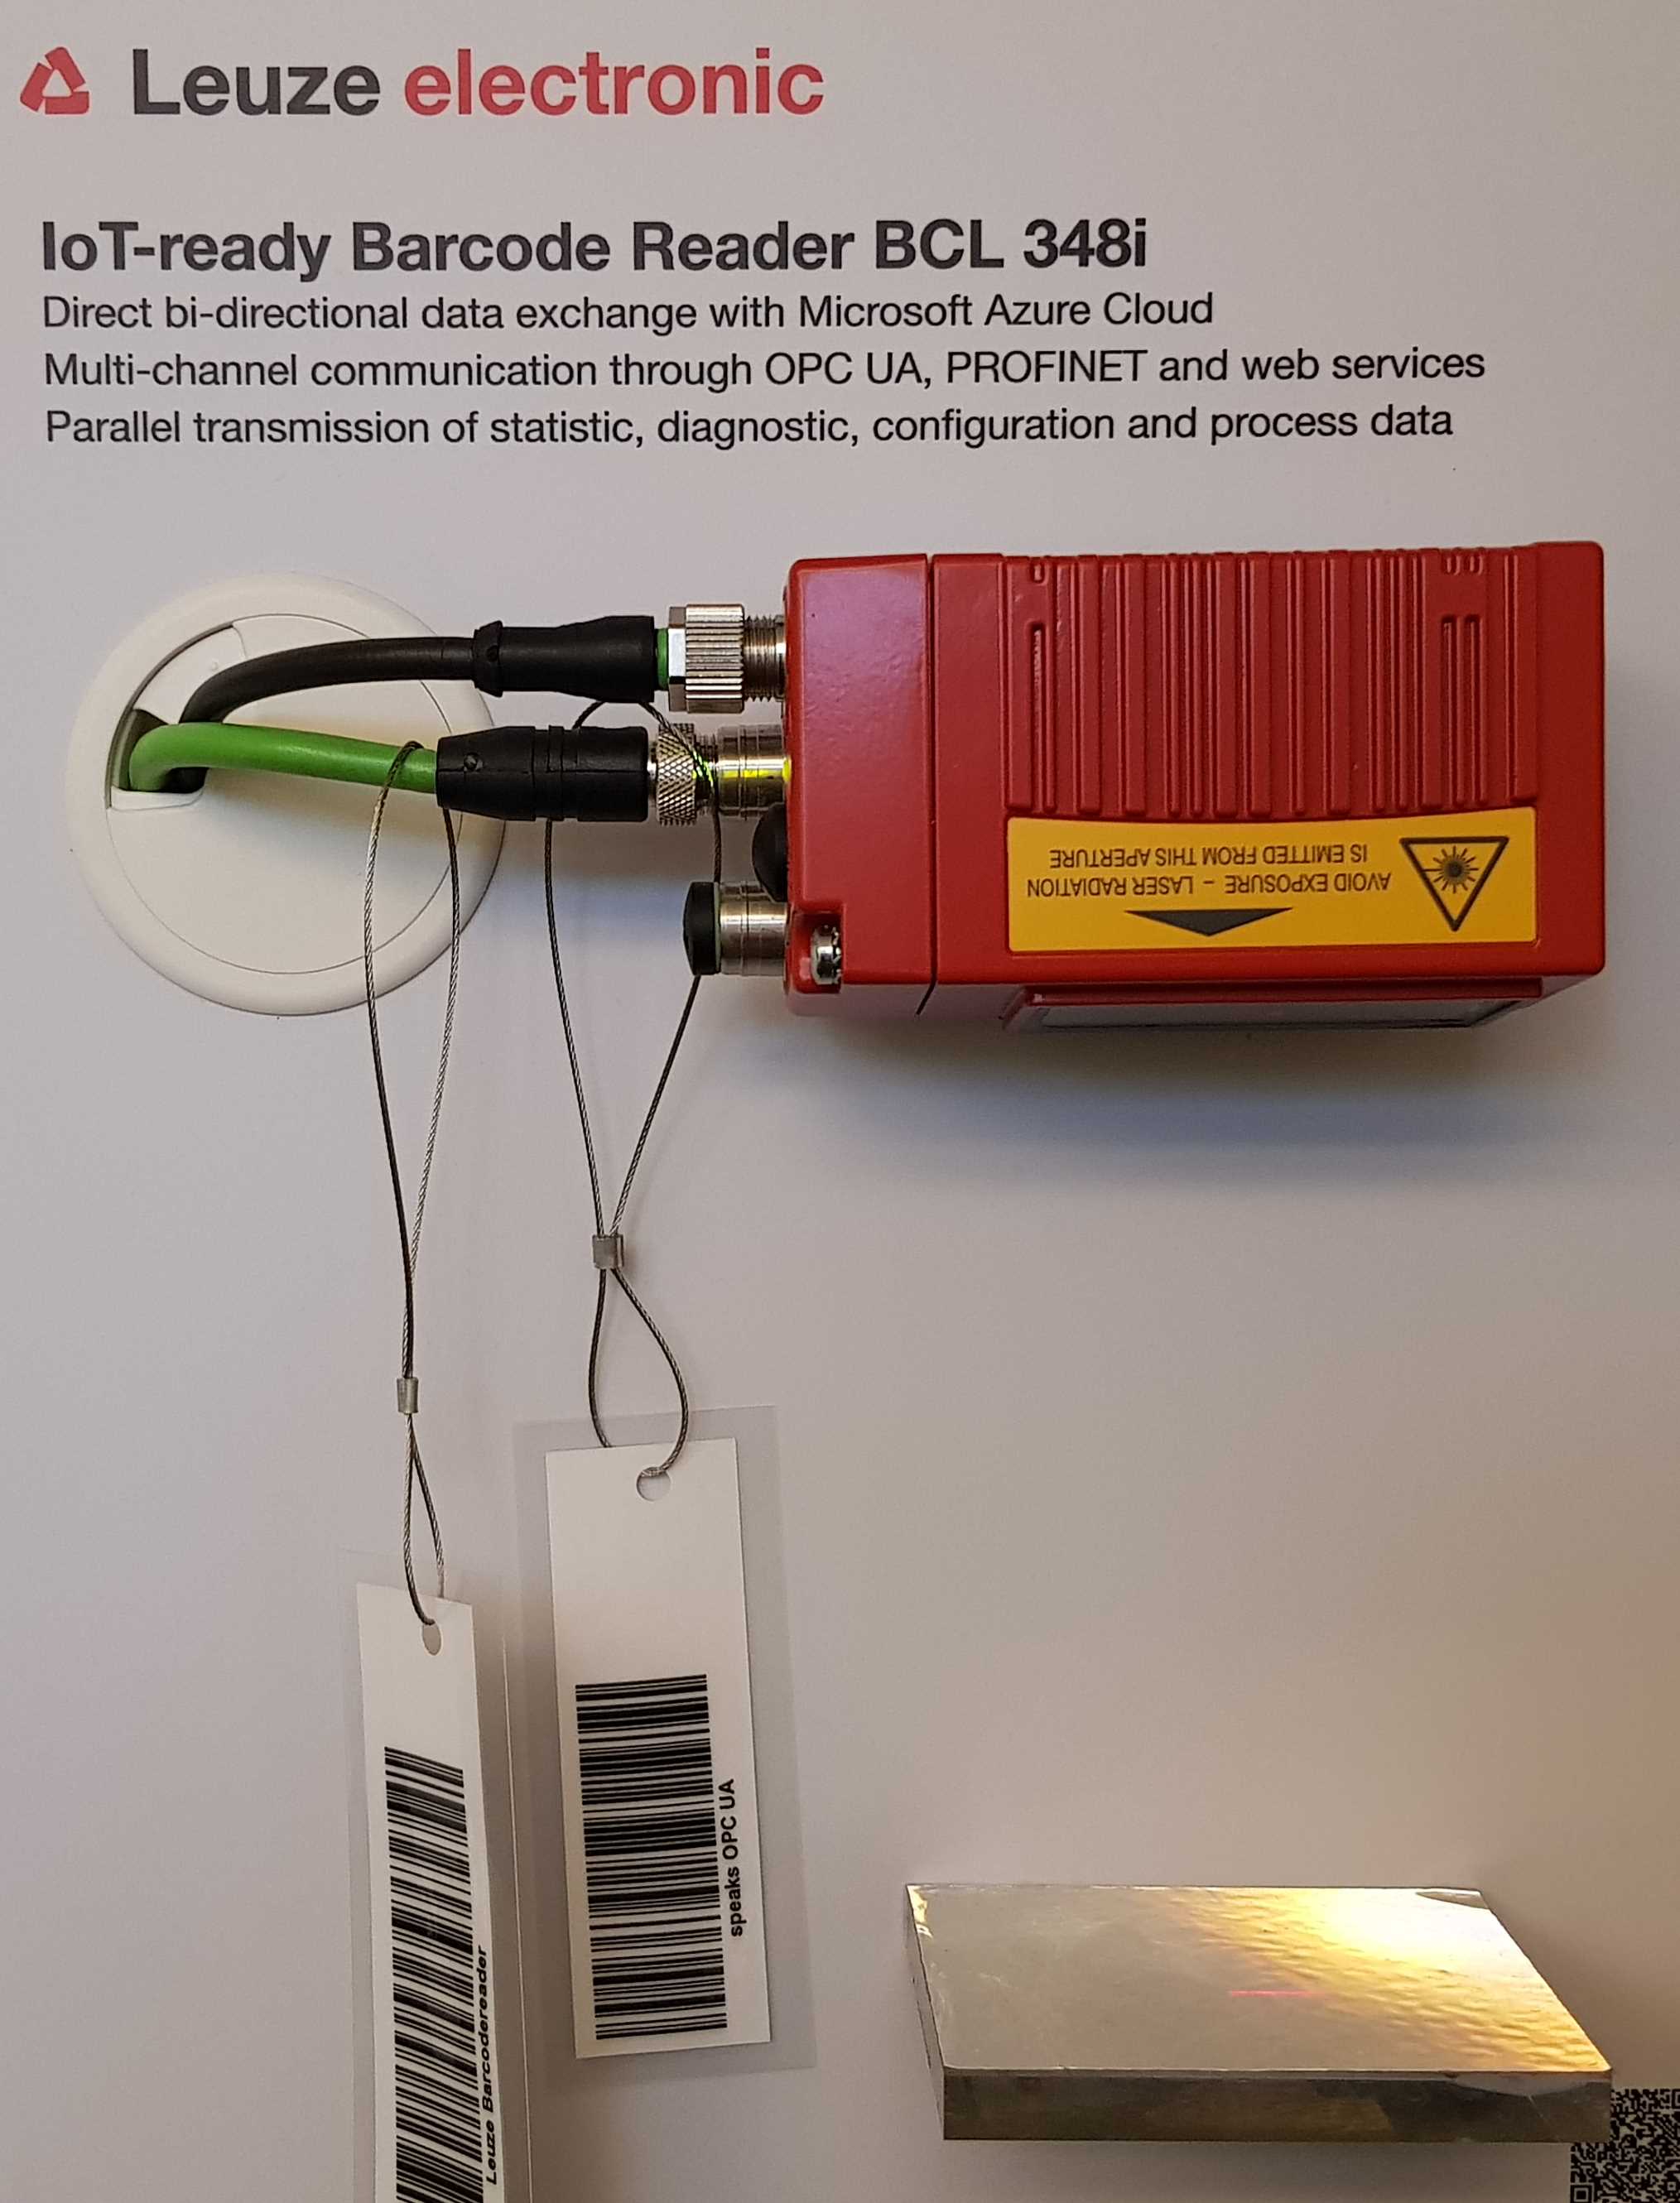 Leuze electronic
IoT-ready Barcode Reader BCL 348i
Direct bi-directional data exchange with Microsoft Azure Cloud
Multi-channel communication through OPC UA, PROFINET and web services
Parallel transmission of statistic, diagnostic, configuration and process data
AVOID EXPOSURE – LASER RADIATION
IS EMITTED FROM THIS APERTURE
speaks OPC UA
Leuze Barcodereader